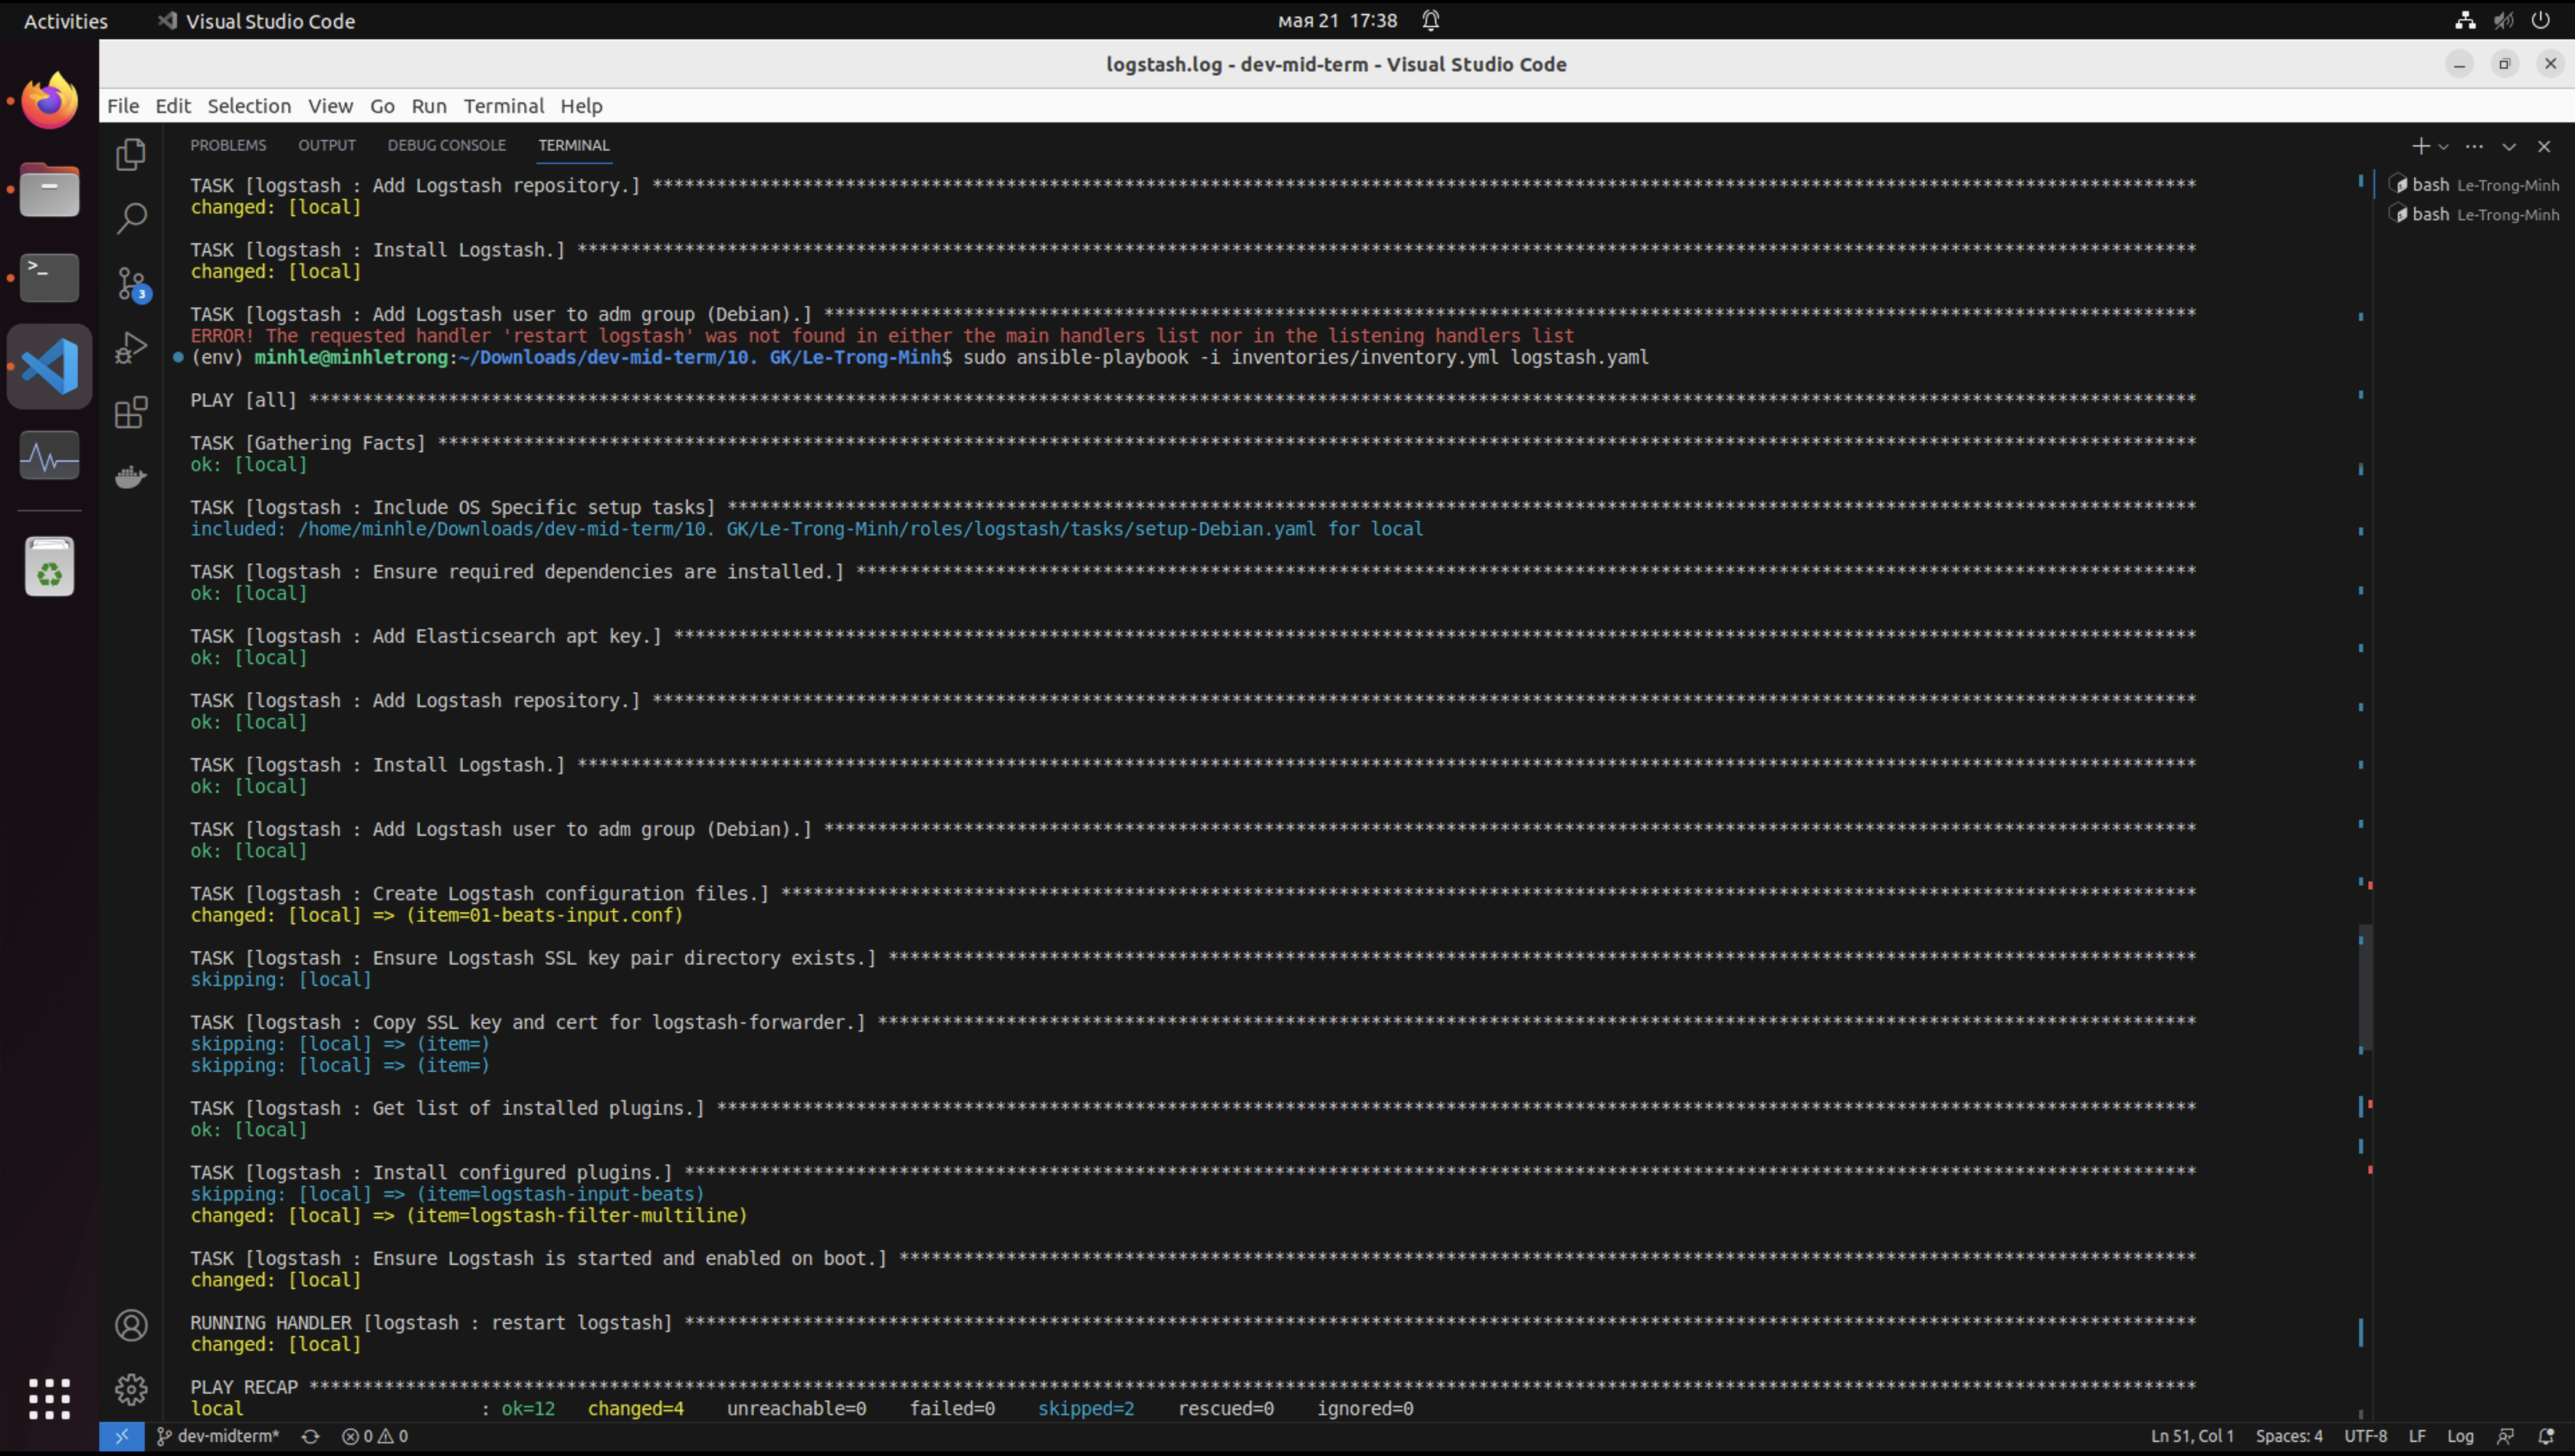 Activities Visual Studio Code мая 21 17:38
logstash.log - dev-mid-term - Visual Studio Code
File Edit Selection View Go Run Terminal Help
PROBLEMS OUTPUT DEBUG CONSOLE TERMINAL
bash Le-Trong-Minh
bash Le-Trong-Minh
3
TASK [logstash : Add Logstash repository.] ****
changed: [local]
TASK [logstash : Install Logstash.] ****
changed: [local]
TASK [logstash : Add Logstash user to adm group (Debian).] ****
ERROR! The requested handler 'restart logstash' was not found in either the main handlers list nor in the listening handlers list
(env) minhle@minhletrong:~/Downloads/dev-mid-term/10. GK/Le-Trong-Minh$ sudo ansible-playbook -i inventories/inventory.yml logstash.yaml
PLAY [all] ****
TASK [Gathering Facts] ****
ok: [local]
TASK [logstash : Include OS Specific setup tasks] ****
included: /home/minhle/Downloads/dev-mid-term/10. GK/Le-Trong-Minh/roles/logstash/tasks/setup-Debian.yaml for local
TASK [logstash : Ensure required dependencies are installed.] ****
ok: [local]
TASK [logstash : Add Elasticsearch apt key.] ****
ok: [local]
TASK [logstash : Add Logstash repository.] ****
ok: [local]
TASK [logstash : Install Logstash.] ****
ok: [local]
TASK [logstash : Add Logstash user to adm group (Debian).] ****
ok: [local]
TASK [logstash : Create Logstash configuration files.] ****
changed: [local] => (item=01-beats-input.conf)
TASK [logstash : Ensure Logstash SSL key pair directory exists.] ****
skipping: [local]
TASK [logstash : Copy SSL key and cert for logstash-forwarder.] ****
skipping: [local] => (item=)
skipping: [local] => (item=)
TASK [logstash : Get list of installed plugins.] ****
ok: [local]
TASK [logstash : Install configured plugins.] ****
skipping: [local] => (item=logstash-input-beats)
changed: [local] => (item=logstash-filter-multiline)
TASK [logstash : Ensure Logstash is started and enabled on boot.] ****
changed: [local]
RUNNING HANDLER [logstash : restart logstash] ****
changed: [local]
PLAY RECAP ****
local : ok=12 changed=4 unreachable=0 failed=0 skipped=2 rescued=0 ignored=0
dev-midterm* 0 0 Ln 51, Col 1 Spaces: 4 UTF-8 LF Log